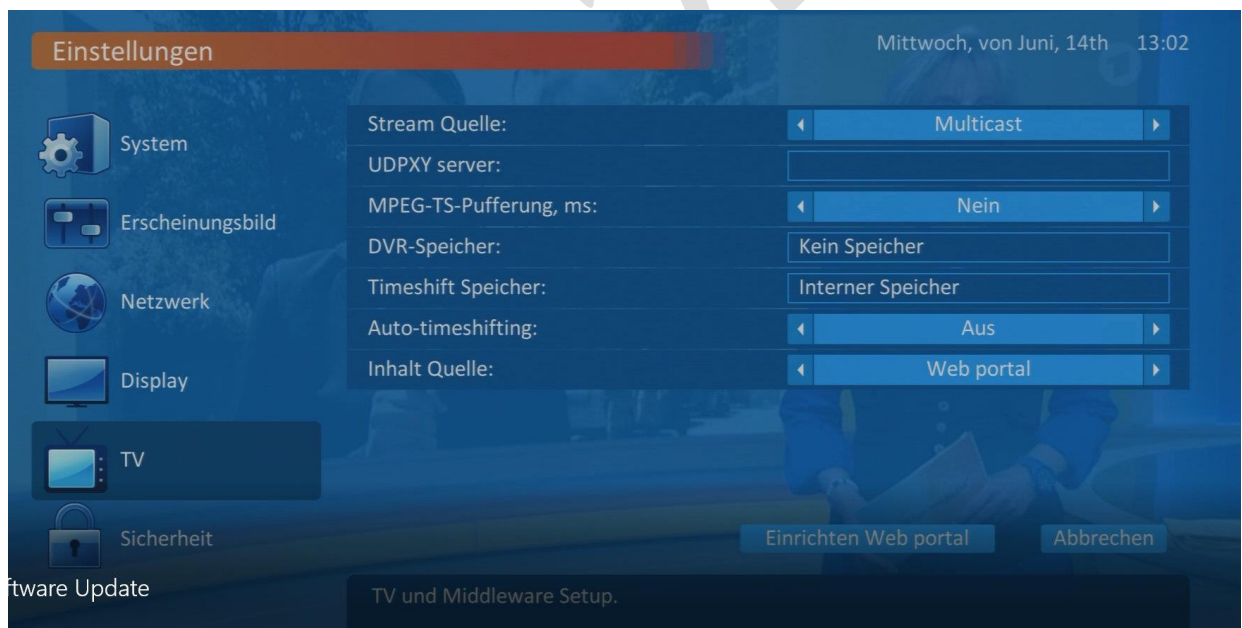 Einstellungen
Mittwoch, von Juni, 14th 13:02
System
Erscheinungsbild
Netzwerk
Display
TV
Sicherheit
Stream Quelle: Multicast
UDPXY server:
MPEG-TS-Pufferung, ms: Nein
DVR-Speicher: Kein Speicher
Timeshift Speicher: Interner Speicher
Auto-timeshifting: Aus
Inhalt Quelle: Web portal
Einrichten Web portal Abbrechen
ftware Update
TV und Middleware Setup.